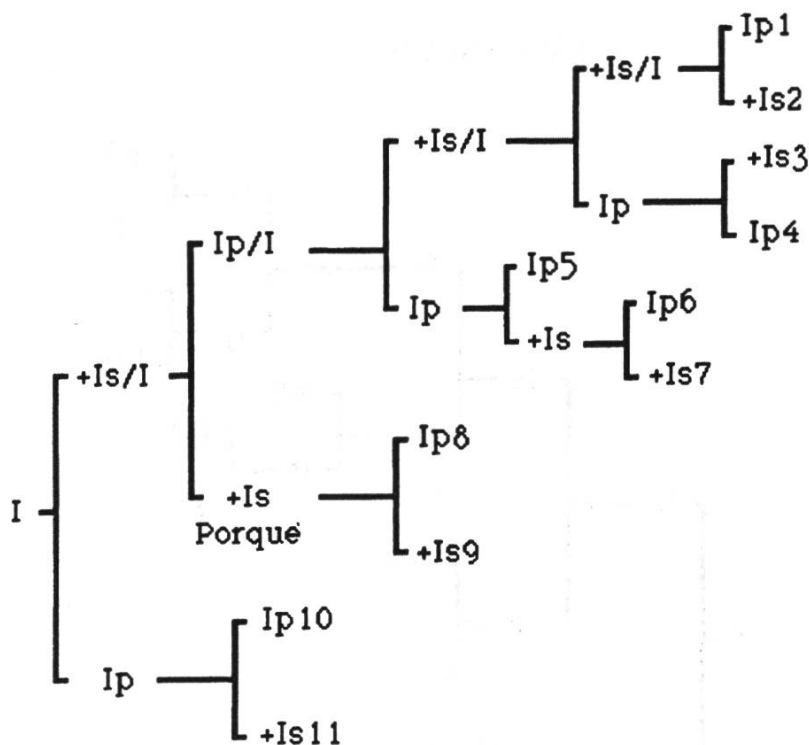 Ip1
+Is/I
+Is2
+Is/I
+Is3
Ip
Ip4
Ip/I
Ip5
Ip
Ip6
+Is
+Is/I
+Is7
Ip8
+Is
Porque
I
+Is9
Ip10
Ip
+Is11